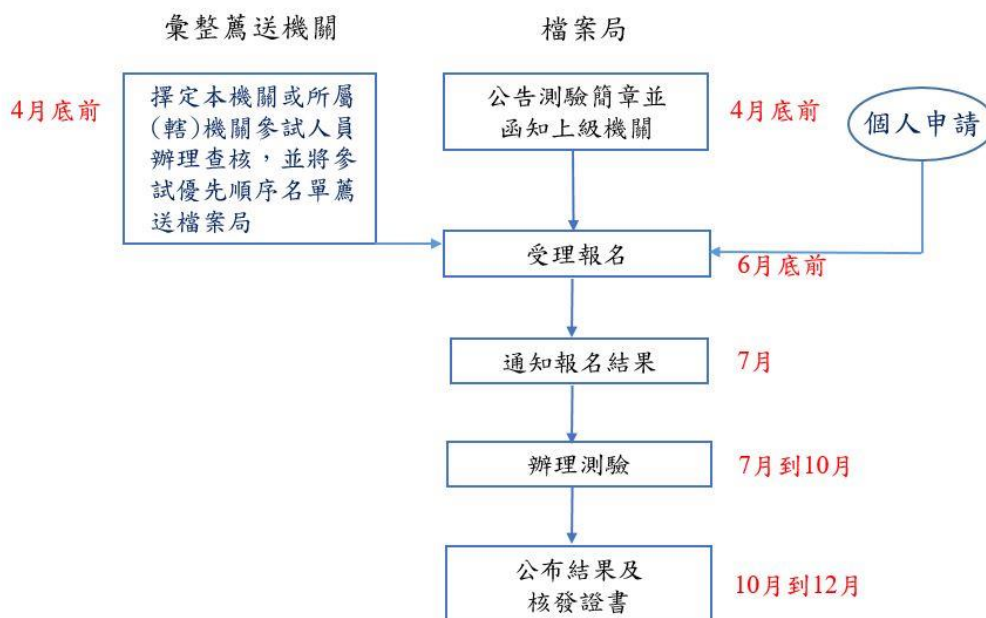 彙整薦送機關
檔案局
4月底前
擇定本機關或所屬
(轄)機關參試人員
辦理查核，並將參
試優先順序名單薦
送檔案局
公告測驗簡章並
函知上級機關
4月底前
個人申請
受理報名
6月底前
通知報名結果
7月
辦理測驗
7月到10月
公布結果及
核發證書
10月到12月